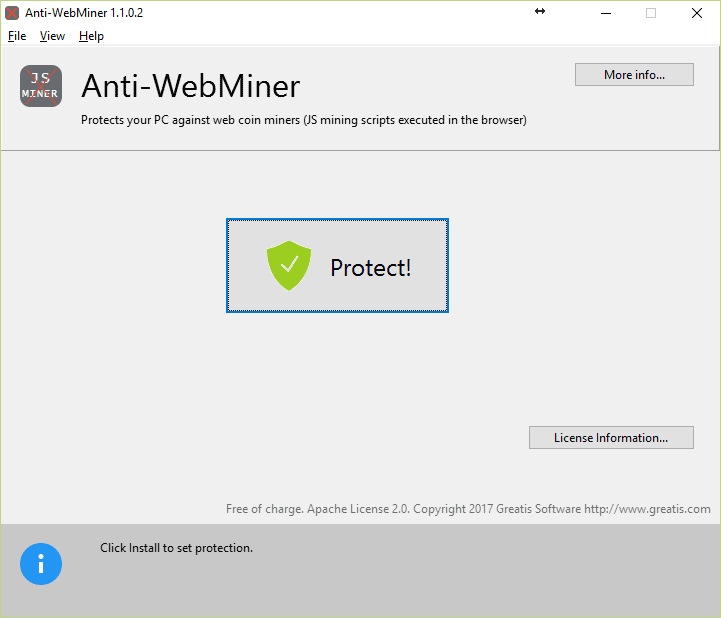 Anti-WebMiner 1.1.0.2
File View Help
JS
MINER
Anti-WebMiner
More info...
Protects your PC against web coin miners (JS mining scripts executed in the browser)
Protect!
License Information...
Free of charge. Apache License 2.0. Copyright 2017 Greatis Software http://www.greatis.com
Click Install to set protection.